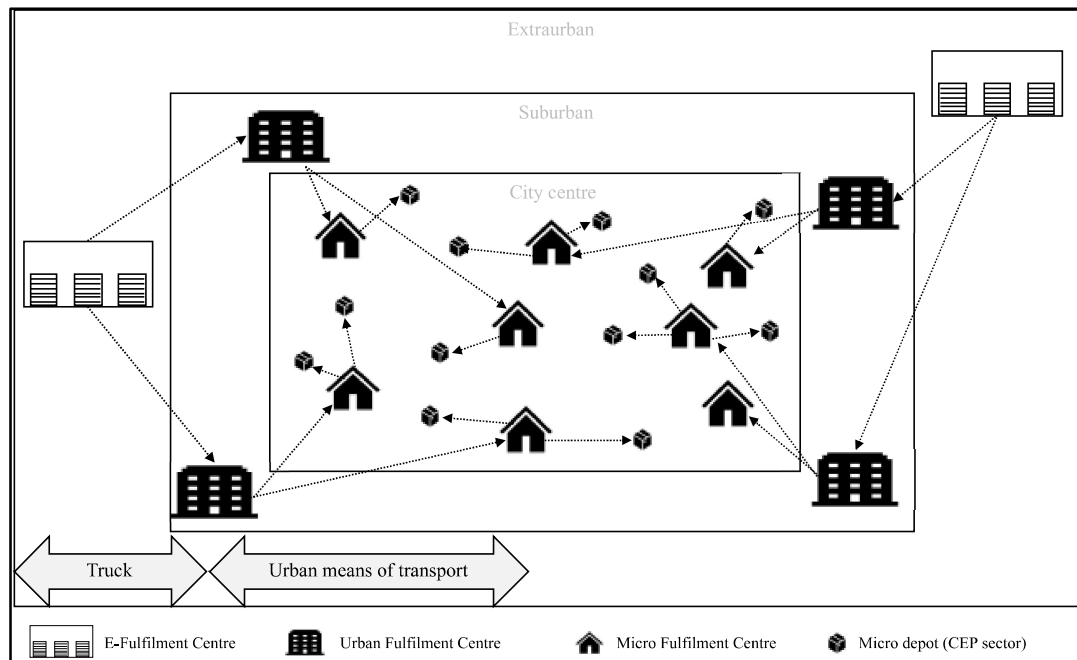 Extraurban
Suburban
City centre
Truck
Urban means of transport
E-Fulfilment Centre
Urban Fulfilment Centre
Micro Fulfilment Centre
Micro depot (CEP sector)